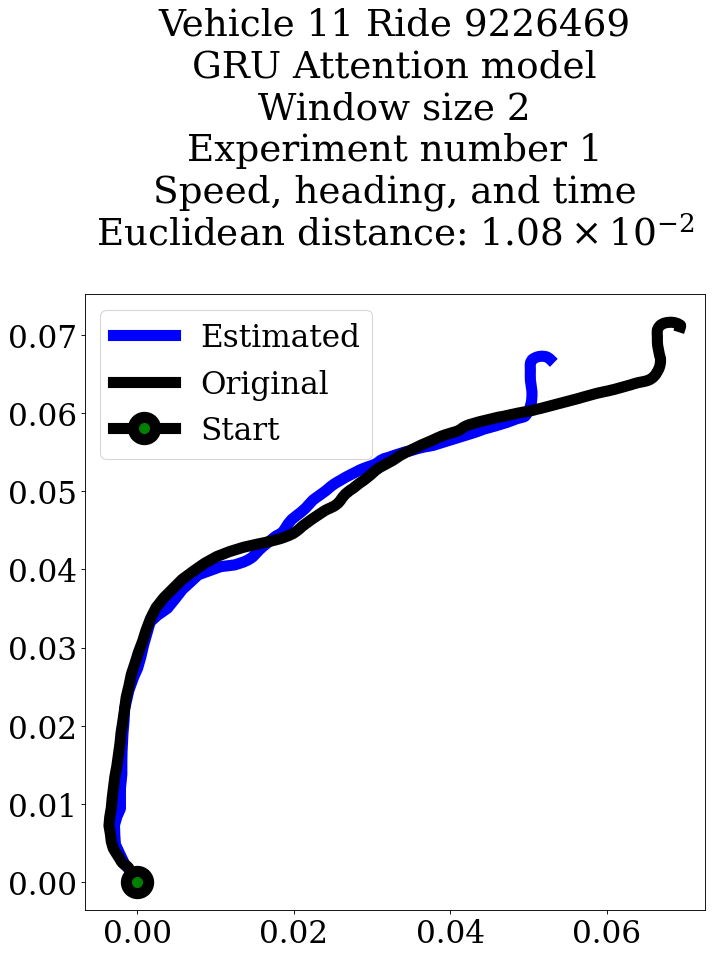 Vehicle 11 Ride 9226469
GRU Attention model
Window size 2
Experiment number 1
Speed, heading, and time
Euclidean distance: 1.08 × 10⁻²
Estimated
Original
Start
0.07
0.06
0.05
0.04
0.03
0.02
0.01
0.00
0.00 0.02 0.04 0.06